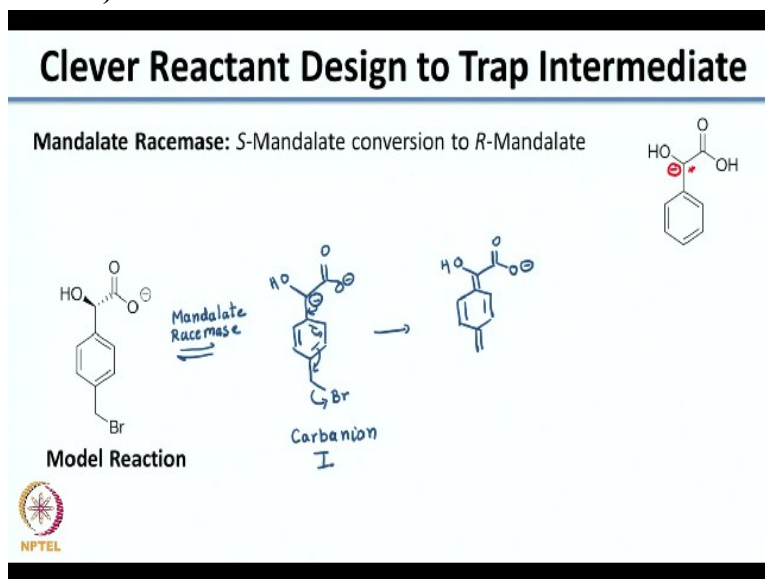 Clever Reactant Design to Trap Intermediate
Mandalate Racemase: S-Mandalate conversion to R-Mandalate
O
HO
OH
⊖ *
O
HO
O ⊖
Br
Model Reaction
Mandalate
Racemase
O
HO
O⊖
⊖
Br
Carbanion
I
O
HO
O⊖
NPTEL